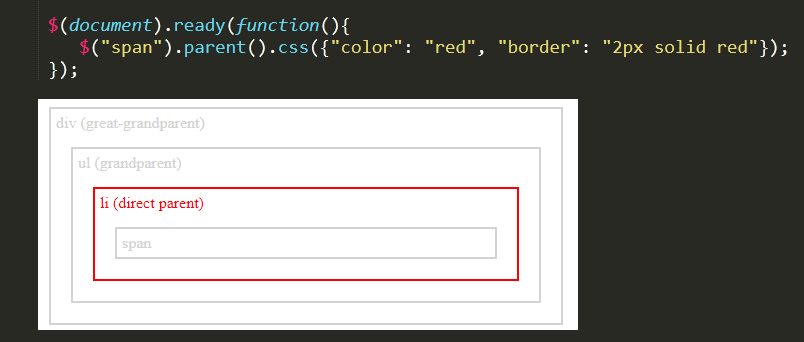 $(document).ready(function(){
$("span").parent().css({"color": "red", "border": "2px solid red"});
});
div (great-grandparent)
ul (grandparent)
li (direct parent)
span